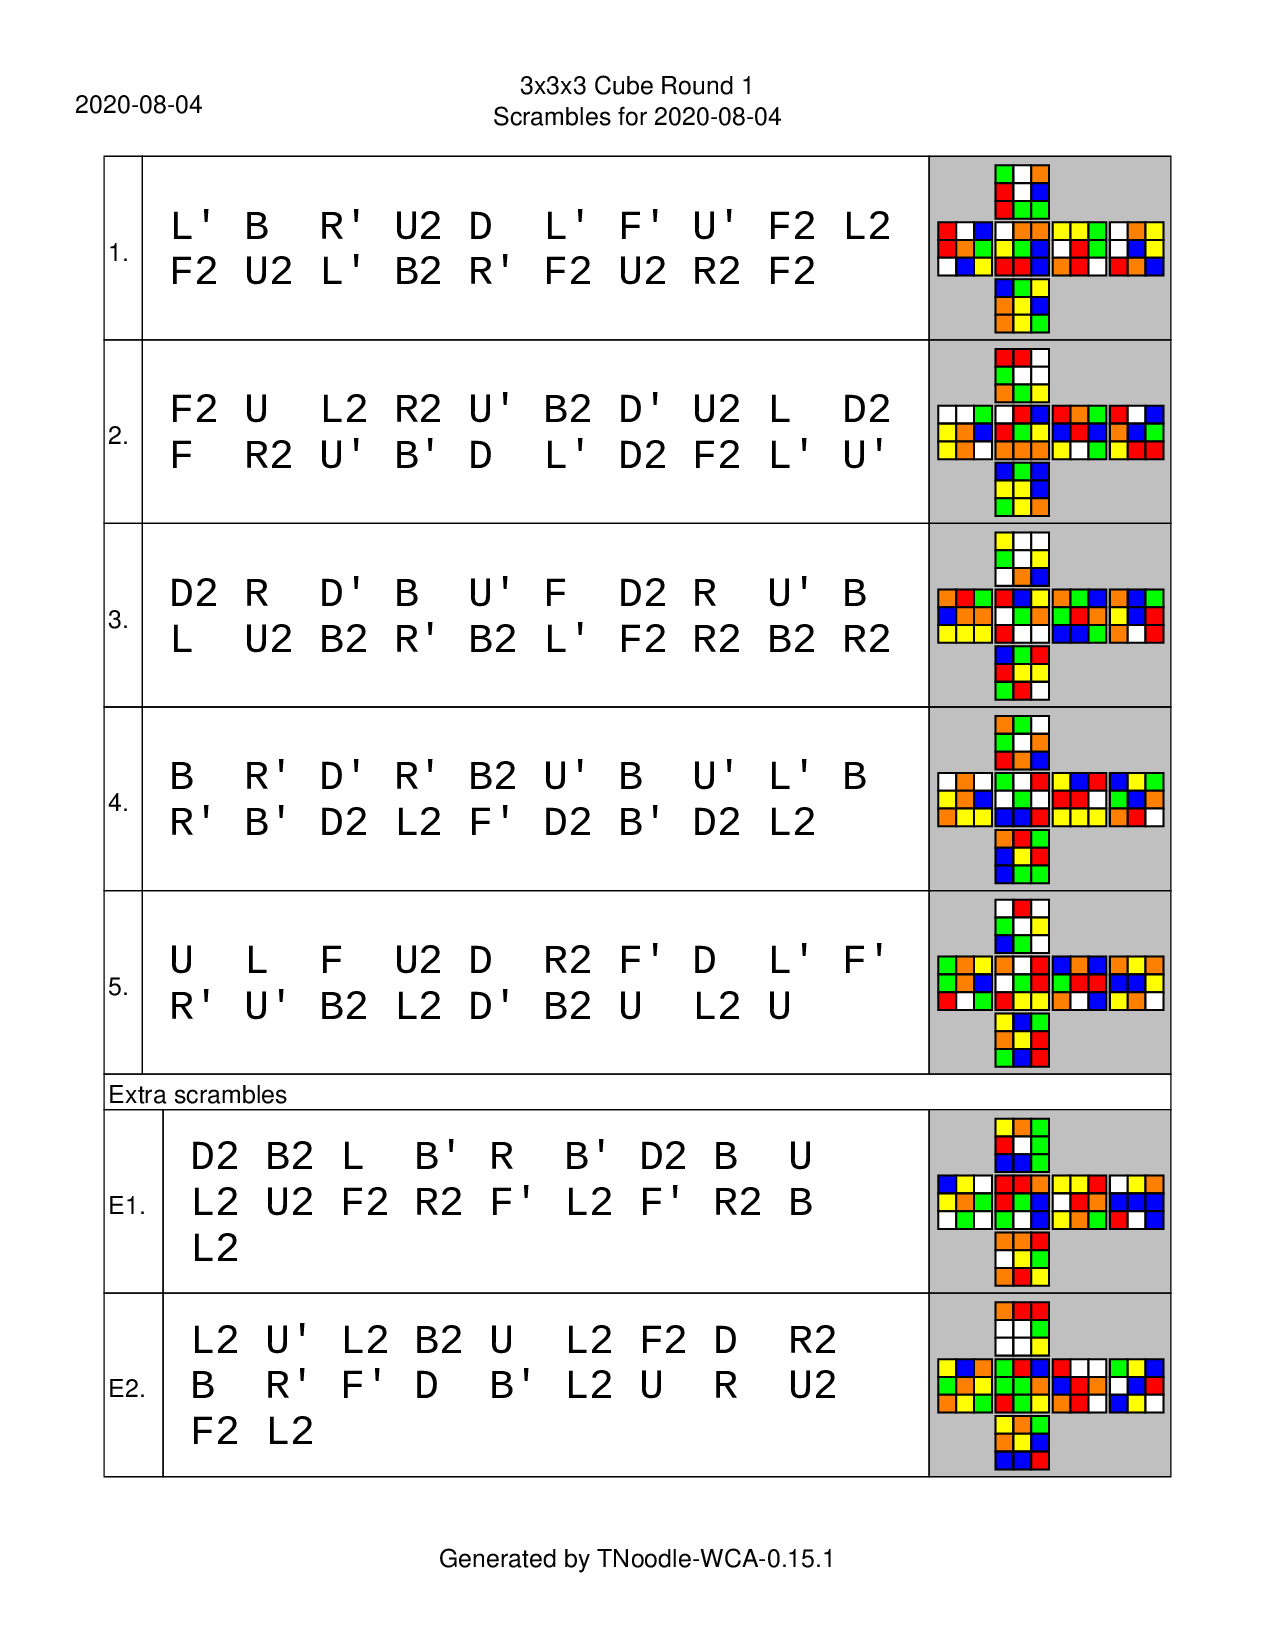 3x3x3 Cube Round 1
2020-08-04
Scrambles for 2020-08-04
1.
L' B R' U2 D L' F' U' F2 L2
F2 U2 L' B2 R' F2 U2 R2 F2
2.
F2 U L2 R2 U' B2 D' U2 L D2
F R2 U' B' D L' D2 F2 L' U'
3.
D2 R D' B U' F D2 R U' B
L U2 B2 R' B2 L' F2 R2 B2 R2
4.
B R' D' R' B2 U' B U' L' B
R' B' D2 L2 F' D2 B' D2 L2
5.
U L F U2 D R2 F' D L' F'
R' U' B2 L2 D' B2 U L2 U
Extra scrambles
E1.
D2 B2 L B' R B' D2 B U
L2 U2 F2 R2 F' L2 F' R2 B
L2
E2.
L2 U' L2 B2 U L2 F2 D R2
B R' F' D B' L2 U R U2
F2 L2
Generated by TNoodle-WCA-0.15.1